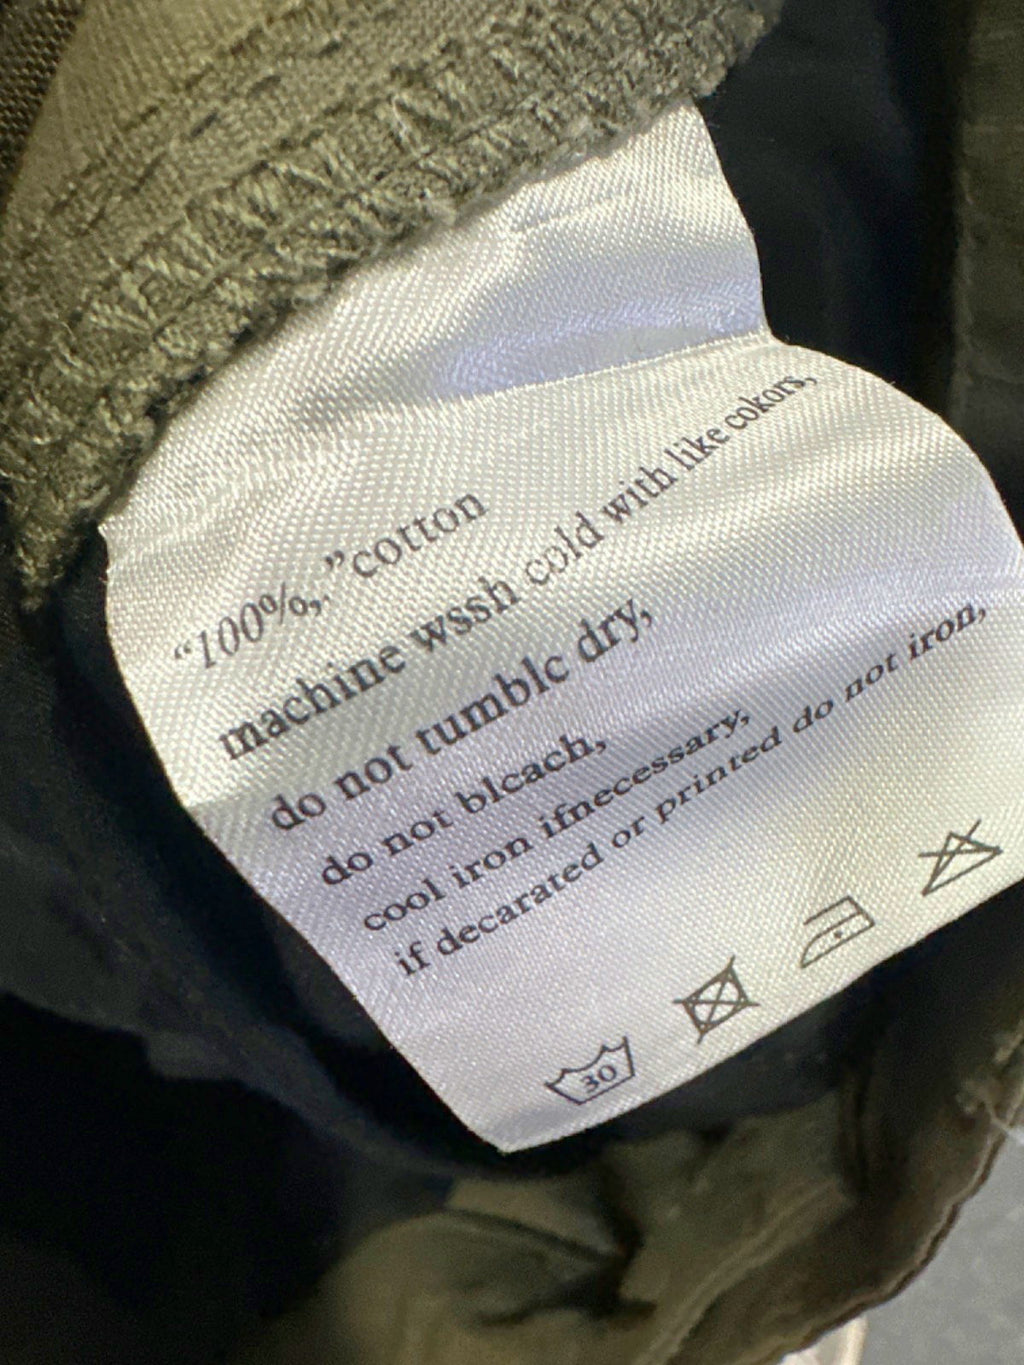 “100%,.”cotton
machine wssh cold with like cokors,
do not tumblc dry,
do not blcach,
cool iron ifnecessary,
if decarated or printed do not iron,
30